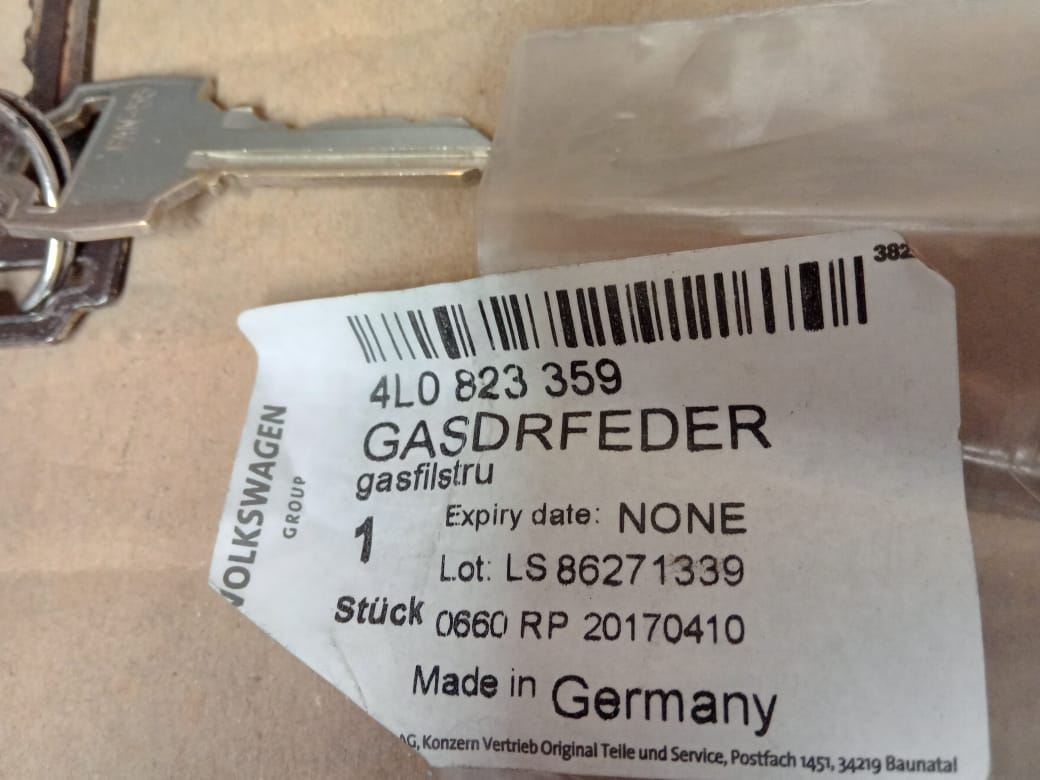 382
4L0 823 359
GASDRFEDER
gasfilstru
1
Expiry date: NONE
Lot: LS 86271339
Stück
0660 RP 20170410
Made in Germany
AG, Konzern Vertrieb Original Teile und Service, Postfach 1451, 34219 Baunatal
VOLKSWAGEN
GROUP